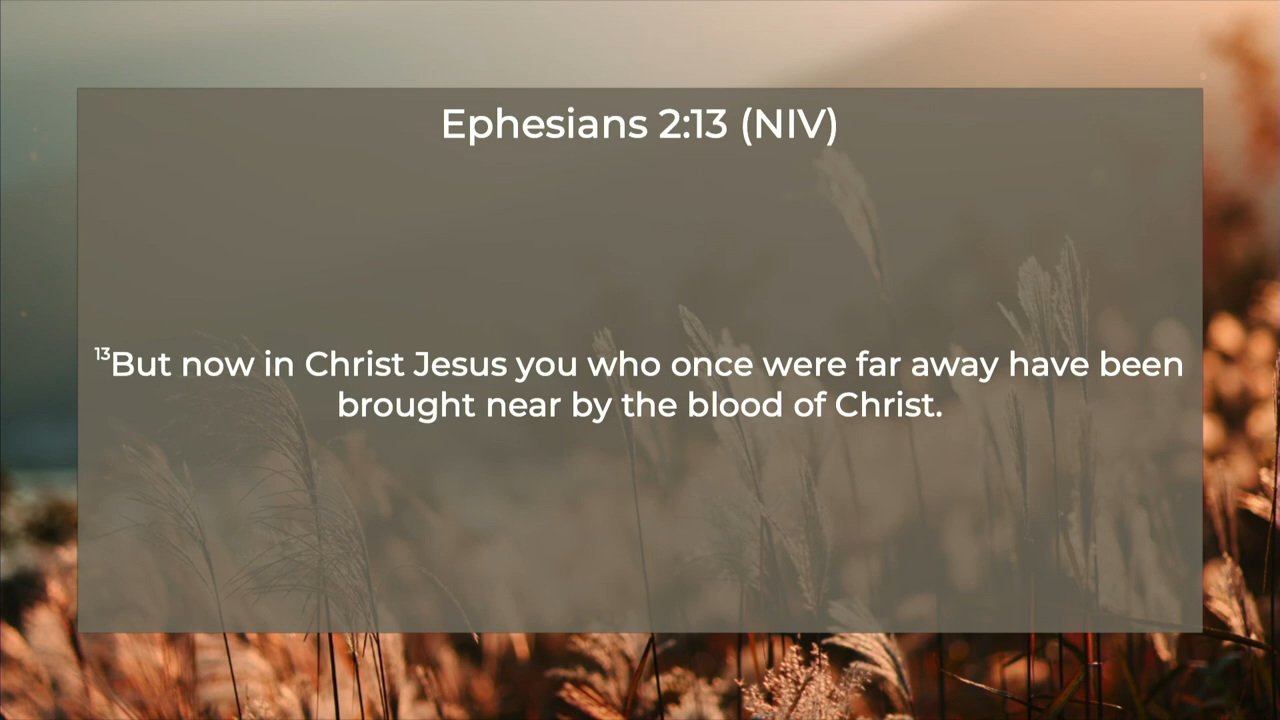 Ephesians 2:13 (NIV)
¹³But now in Christ Jesus you who once were far away have been
brought near by the blood of Christ.